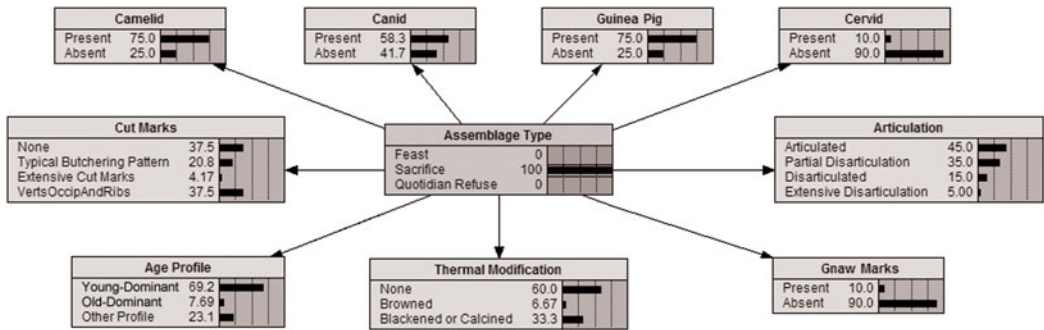 Camelid
Present 75.0
Absent 25.0
Canid
Present 58.3
Absent 41.7
Guinea Pig
Present 75.0
Absent 25.0
Cervid
Present 10.0
Absent 90.0
Cut Marks
None 37.5
Typical Butchering Pattern 20.8
Extensive Cut Marks 4.17
VertsOccipAndRibs 37.5
Assemblage Type
Feast 0
Sacrifice 100
Quotidian Refuse 0
Articulation
Articulated 45.0
Partial Disarticulation 35.0
Disarticulated 15.0
Extensive Disarticulation 5.00
Age Profile
Young-Dominant 69.2
Old-Dominant 7.69
Other Profile 23.1
Thermal Modification
None 60.0
Browned 6.67
Blackened or Calcined 33.3
Gnaw Marks
Present 10.0
Absent 90.0